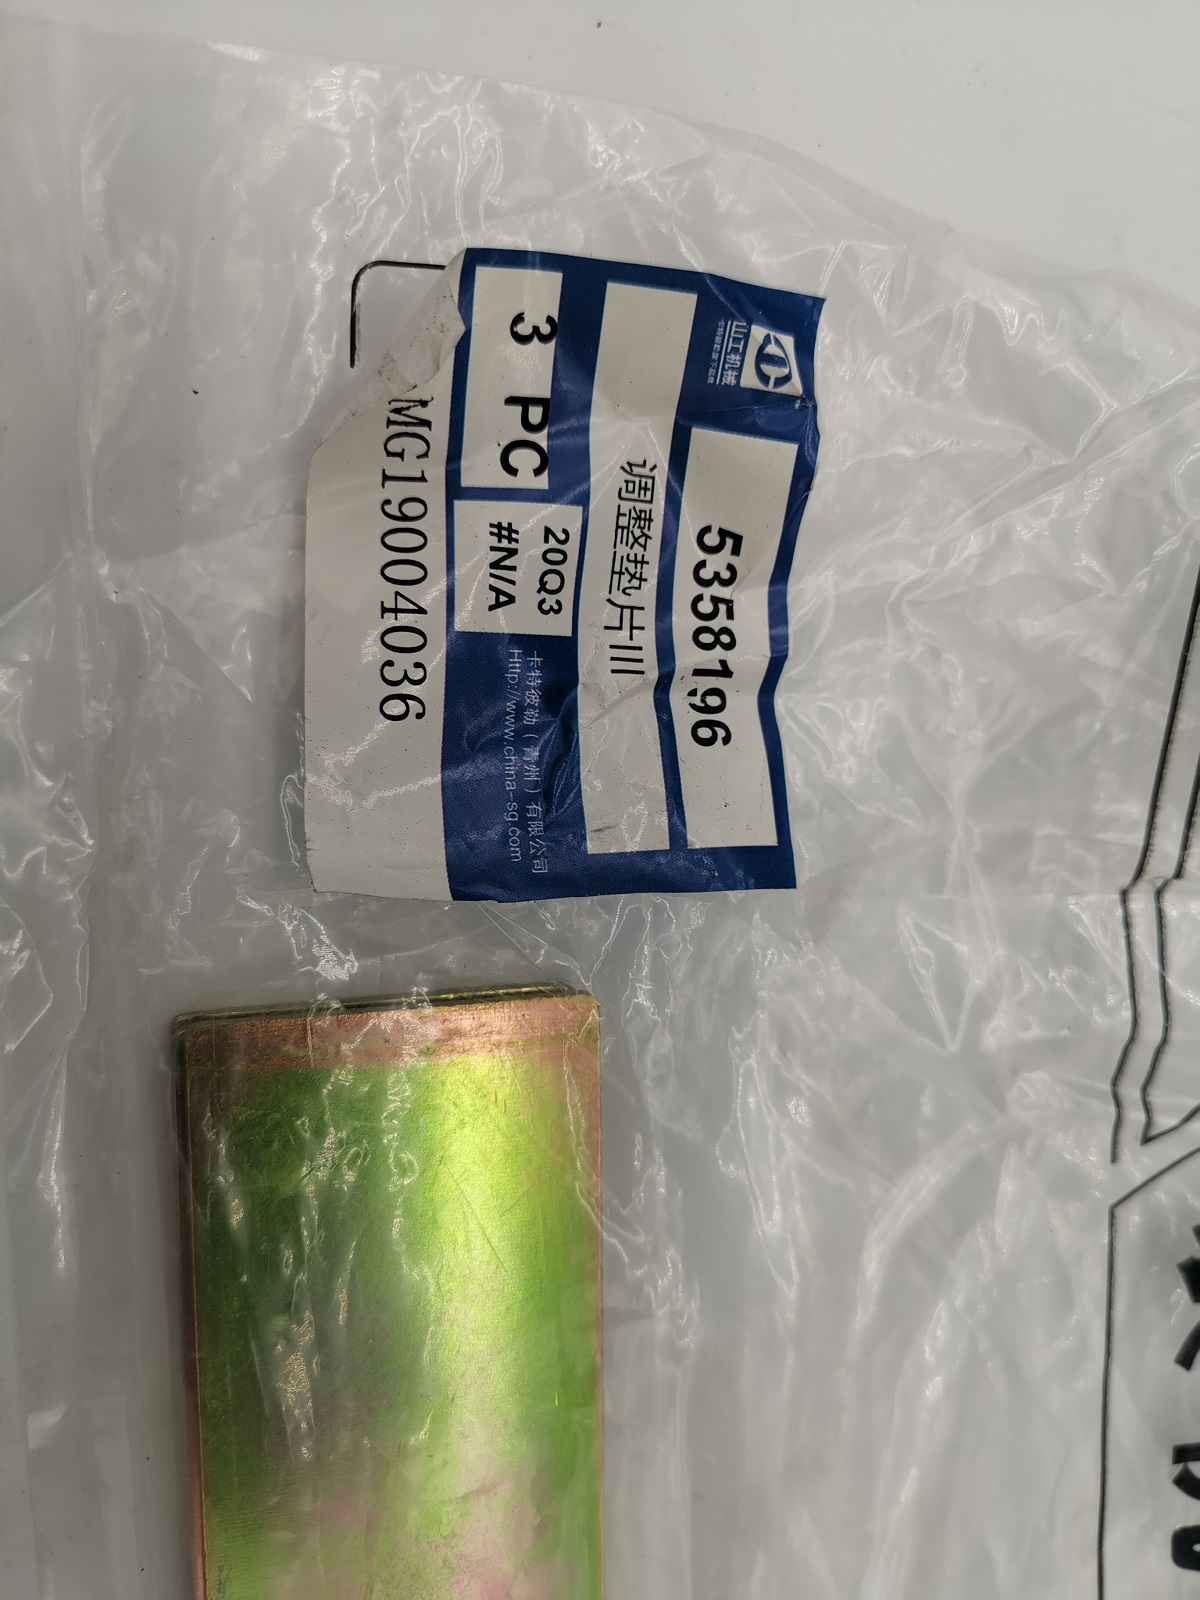 山工机械
5358196
调整垫片III
3 PC
20Q3
#N/A
卡特彼勒（青州）有限公司
Http://www.china-sg.com
MG19004036